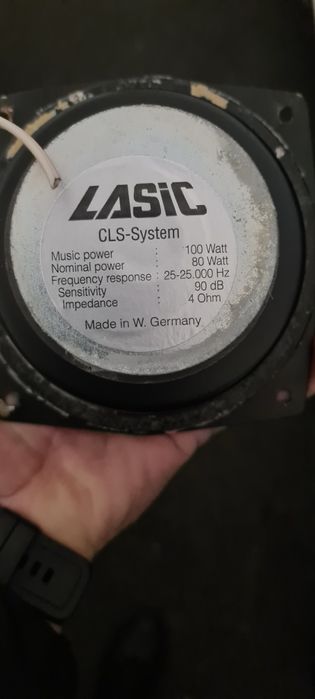 LASiC
CLS-System
Music power : 100 Watt
Nominal power : 80 Watt
Frequency response : 25-25.000 Hz
Sensitivity : 90 dB
Impedance : 4 Ohm
Made in W. Germany